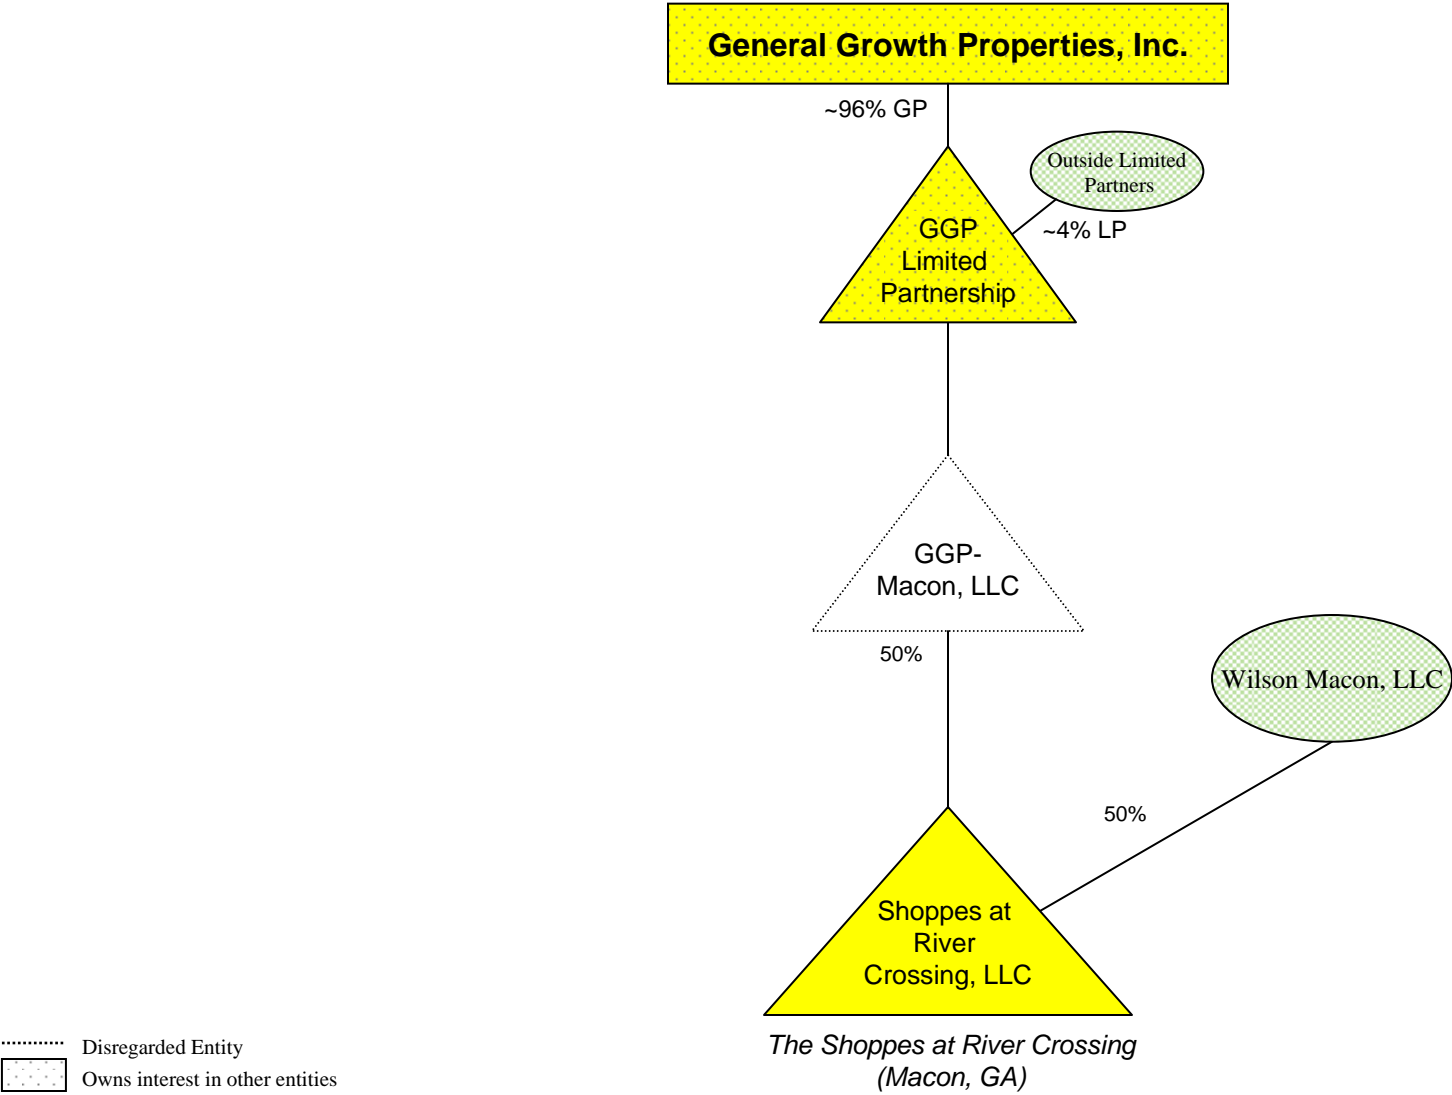 General Growth Properties, Inc.
~96% GP
Outside Limited
Partners
~4% LP
GGP
Limited
Partnership
GGP-
Macon, LLC
50%
Wilson Macon, LLC
50%
Shoppes at
River
Crossing, LLC
The Shoppes at River Crossing
(Macon, GA)
Disregarded Entity
Owns interest in other entities